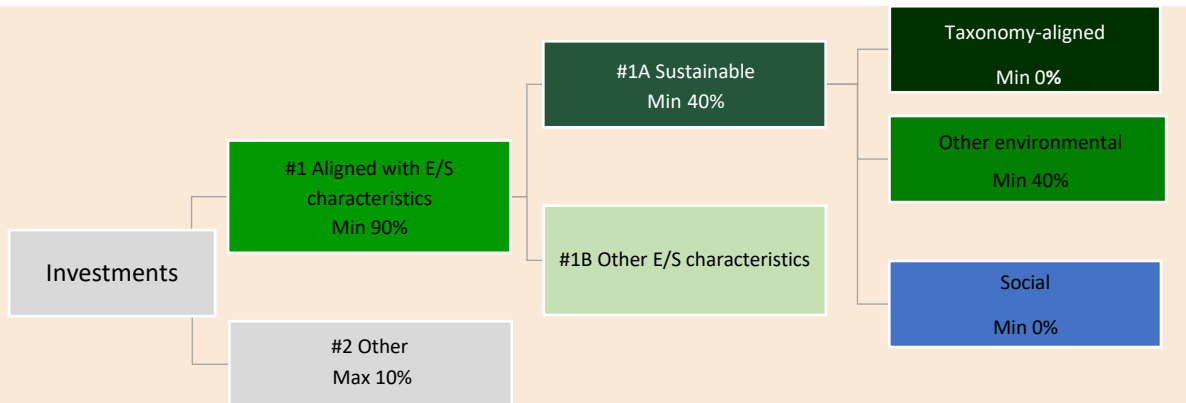 Investments
#1 Aligned with E/S
characteristics
Min 90%
#2 Other
Max 10%
#1A Sustainable
Min 40%
#1B Other E/S characteristics
Taxonomy-aligned
Min 0%
Other environmental
Min 40%
Social
Min 0%